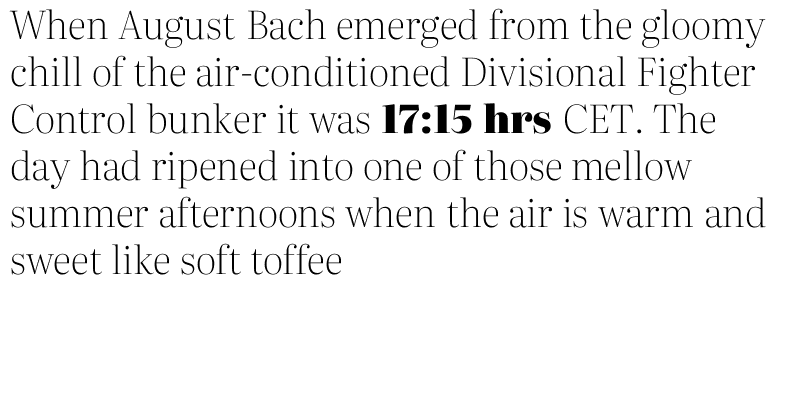 When August Bach emerged from the gloomy
chill of the air-conditioned Divisional Fighter
Control bunker it was 17:15 hrs CET. The
day had ripened into one of those mellow
summer afternoons when the air is warm and
sweet like soft toffee